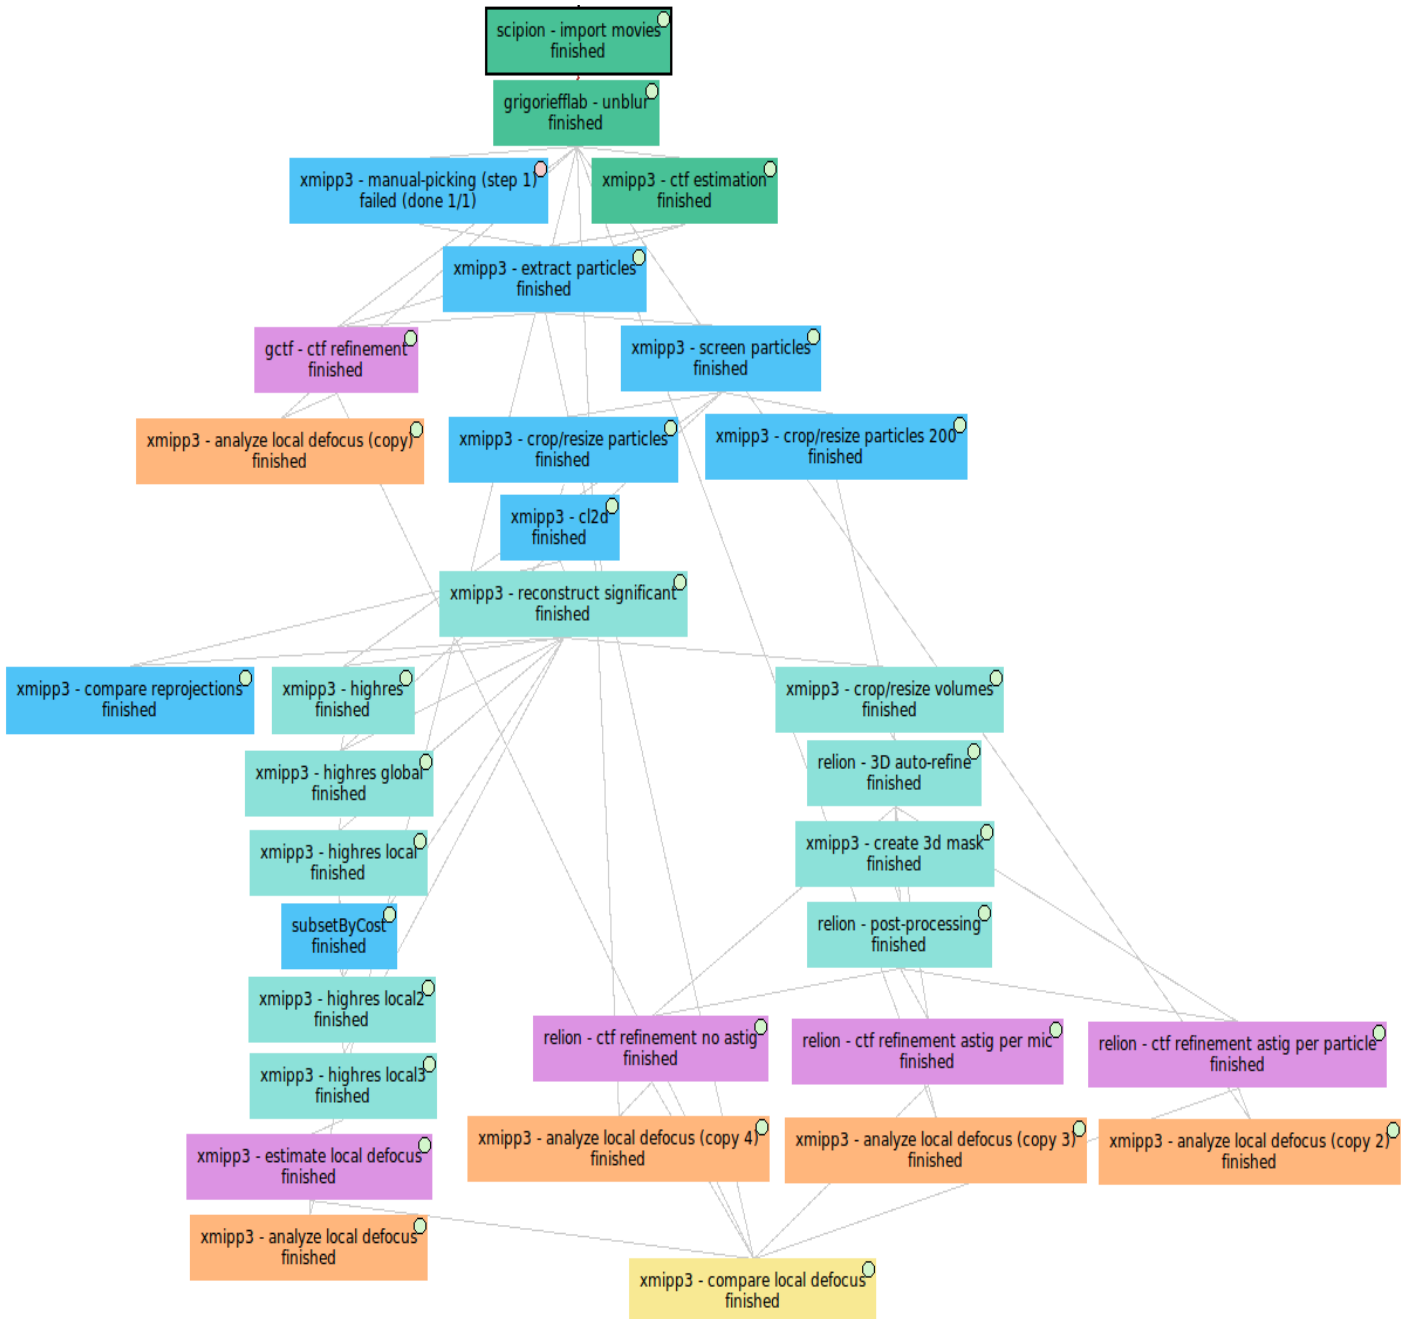 scipion - import movies
finished
grigoriefflab - unblur
finished
xmipp3 - manual-picking (step 1)
failed (done 1/1)
xmipp3 - ctf estimation
finished
xmipp3 - extract particles
finished
gctf - ctf refinement
finished
xmipp3 - screen particles
finished
xmipp3 - analyze local defocus (copy)
finished
xmipp3 - crop/resize particles
finished
xmipp3 - crop/resize particles 200
finished
xmipp3 - cl2d
finished
xmipp3 - reconstruct significant
finished
xmipp3 - compare reprojections
finished
xmipp3 - highres
finished
xmipp3 - crop/resize volumes
finished
xmipp3 - highres global
finished
relion - 3D auto-refine
finished
xmipp3 - highres local
finished
xmipp3 - create 3d mask
finished
subsetByCost
finished
relion - post-processing
finished
xmipp3 - highres local2
finished
relion - ctf refinement no astig
finished
relion - ctf refinement astig per mic
finished
relion - ctf refinement astig per particle
finished
xmipp3 - highres local3
finished
xmipp3 - analyze local defocus (copy 4)
finished
xmipp3 - analyze local defocus (copy 3)
finished
xmipp3 - analyze local defocus (copy 2)
finished
xmipp3 - estimate local defocus
finished
xmipp3 - analyze local defocus
finished
xmipp3 - compare local defocus
finished